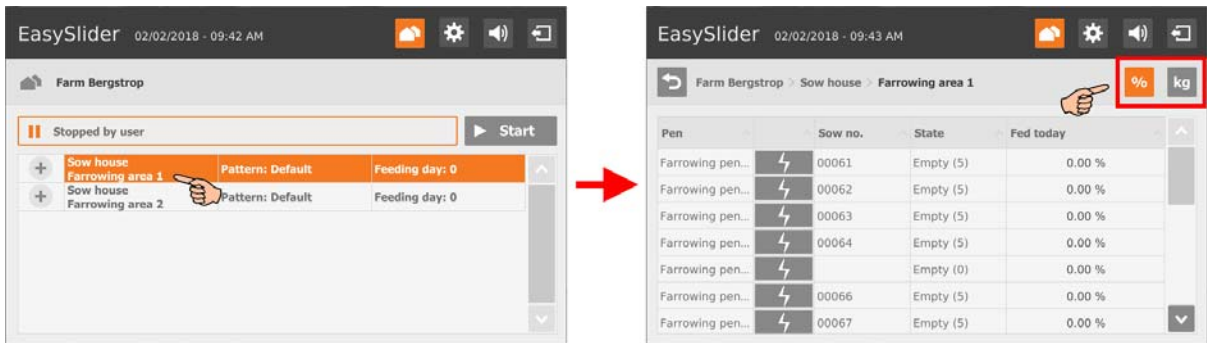 EasySlider 02/02/2018 - 09:42 AM
Farm Bergstrop
Stopped by user
Start
Sow house
Farrowing area 1
Pattern: Default
Feeding day: 0
Sow house
Farrowing area 2
Pattern: Default
Feeding day: 0
EasySlider 02/02/2018 - 09:43 AM
Farm Bergstrop > Sow house > Farrowing area 1
% kg
Pen Sow no. State Fed today
Farrowing pen... 00061 Empty (5) 0.00 %
Farrowing pen... 00062 Empty (5) 0.00 %
Farrowing pen... 00063 Empty (5) 0.00 %
Farrowing pen... 00064 Empty (5) 0.00 %
Farrowing pen... Empty (0) 0.00 %
Farrowing pen... 00066 Empty (5) 0.00 %
Farrowing pen... 00067 Empty (5) 0.00 %